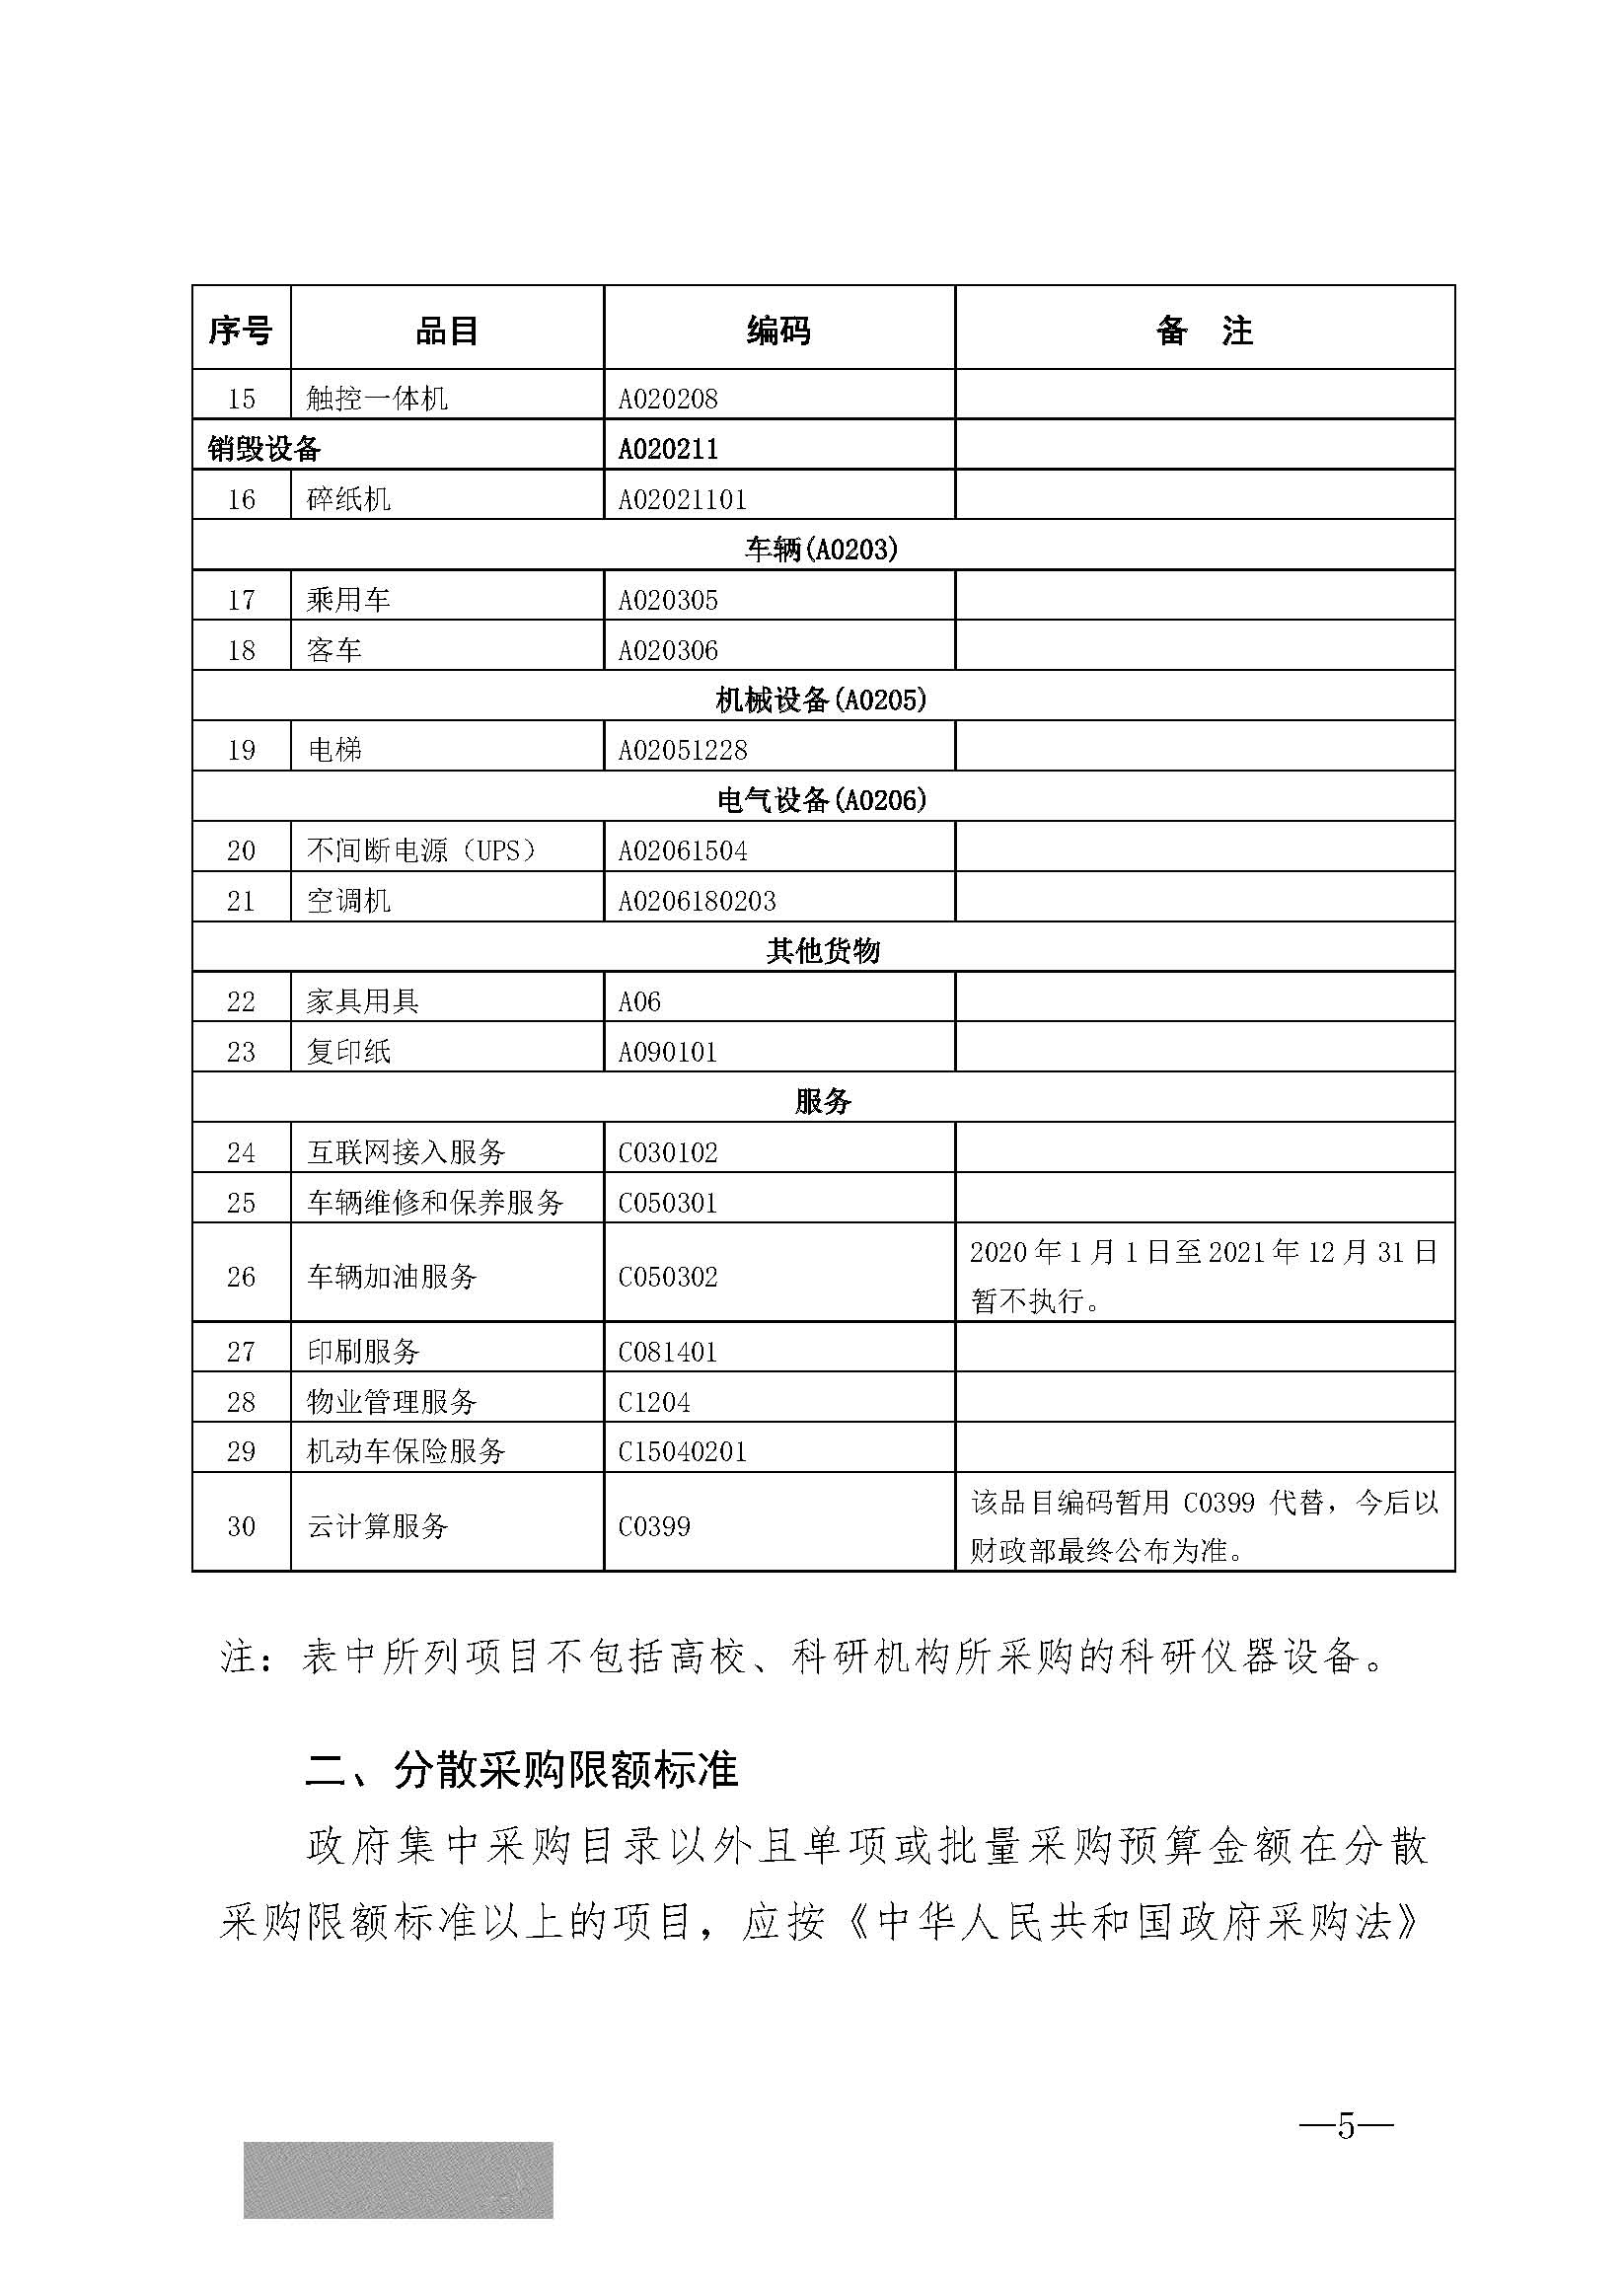 序号 品目 编码 备 注
15 触控一体机 A020208
销毁设备 A020211
16 碎纸机 A02021101
车辆(A0203)
17 乘用车 A020305
18 客车 A020306
机械设备(A0205)
19 电梯 A02051228
电气设备(A0206)
20 不间断电源（UPS） A02061504
21 空调机 A0206180203
其他货物
22 家具用具 A06
23 复印纸 A090101
服务
24 互联网接入服务 C030102
25 车辆维修和保养服务 C050301
26 车辆加油服务 C050302 2020年1月1日至2021年12月31日
暂不执行。
27 印刷服务 C081401
28 物业管理服务 C1204
29 机动车保险服务 C15040201
30 云计算服务 C0399 该品目编码暂用 C0399 代替，今后以
财政部最终公布为准。
注：表中所列项目不包括高校、科研机构所采购的科研仪器设备。
二、分散采购限额标准
政府集中采购目录以外且单项或批量采购预算金额在分散
采购限额标准以上的项目，应按《中华人民共和国政府采购法》
—5—